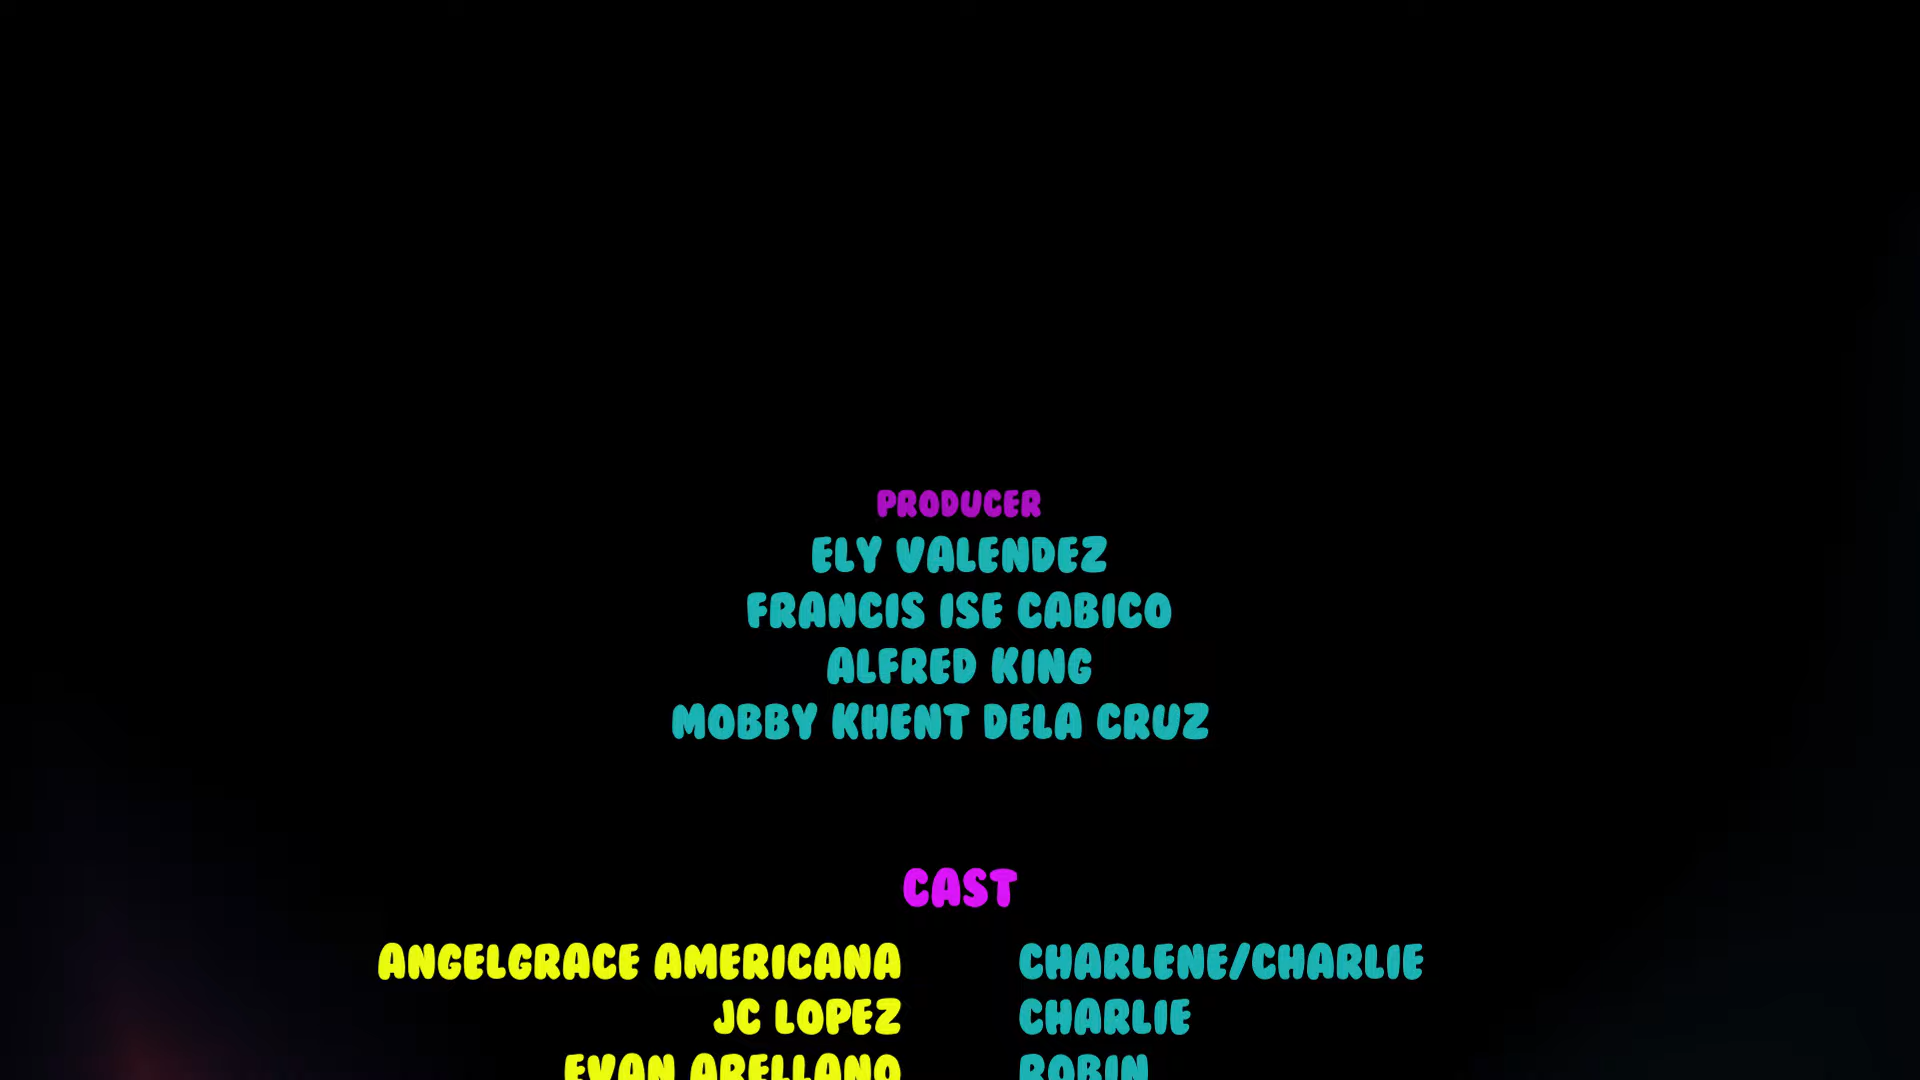 PRODUCER
ELY VALENDEZ
FRANCIS ISE CABICO
ALFRED KING
MOBBY KHENT DELA CRUZ
CAST
ANGELGRACE AMERICANA CHARLENE/CHARLIE
JC LOPEZ CHARLIE
EVAN ARELLANO ROBIN